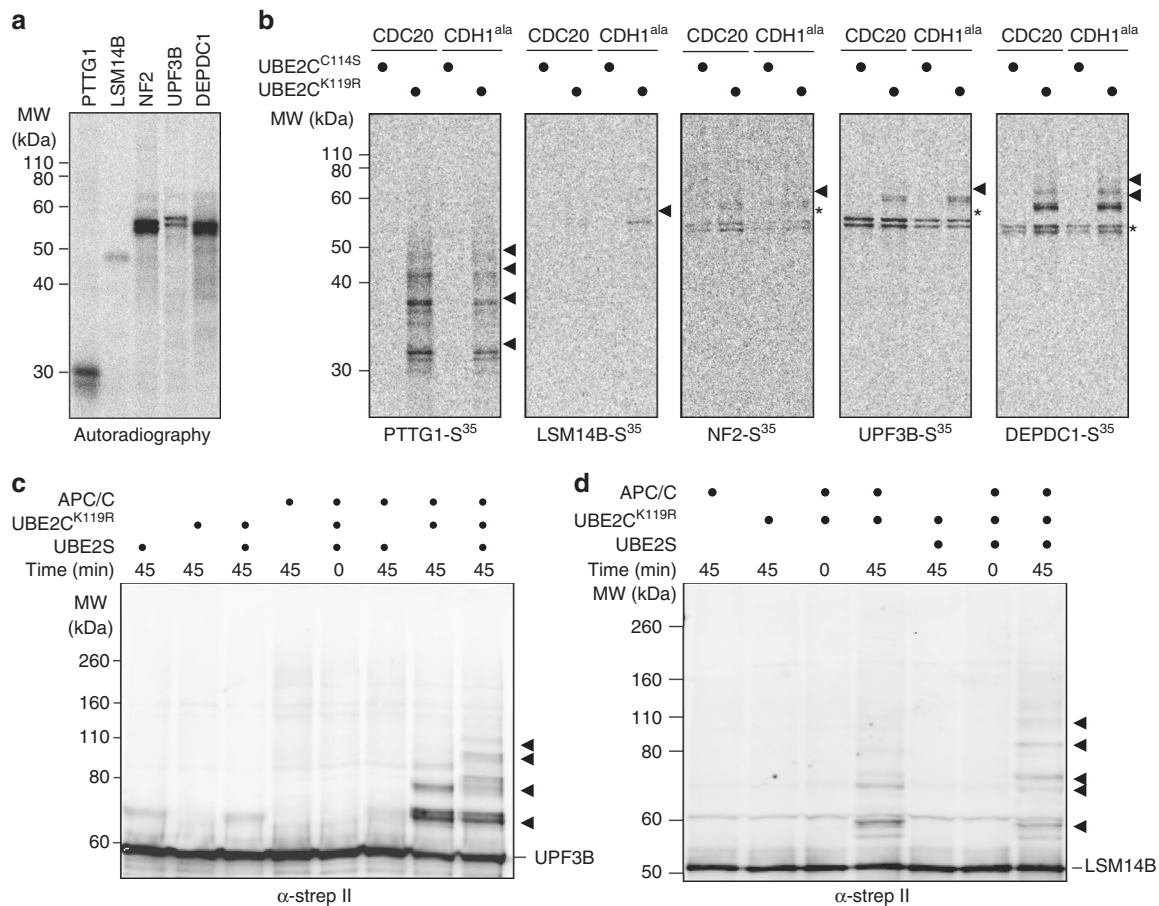 a
PTTG1
LSM14B
NF2
UPF3B
DEPDC1
MW
(kDa)
110
80
60
50
40
30
Autoradiography
b
CDC20 CDH1ala CDC20 CDH1ala CDC20 CDH1ala CDC20 CDH1ala CDC20 CDH1ala
UBE2CC114S
UBE2CK119R
MW (kDa)
110
80
60
50
40
30
*
*
*
PTTG1-S35 LSM14B-S35 NF2-S35 UPF3B-S35 DEPDC1-S35
c
APC/C
UBE2CK119R
UBE2S
Time (min) 45 45 45 45 0 45 45 45
MW
(kDa)
260
160
110
80
60
UPF3B
α-strep II
d
APC/C
UBE2CK119R
UBE2S
Time (min) 45 45 0 45 45 0 45
MW (kDa)
260
160
110
80
60
50
LSM14B
α-strep II